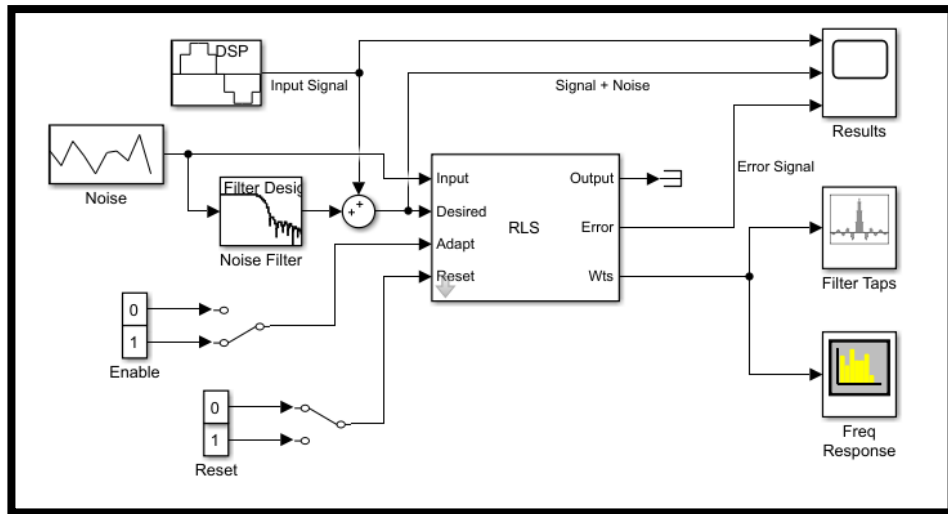 DSP
Input Signal
Signal + Noise
Results
Noise
Filter Desig
Noise Filter
+
+
Input
Desired
Adapt
Reset
RLS
Output
Error
Wts
Error Signal
Filter Taps
0
1
Enable
0
1
Reset
Freq
Response